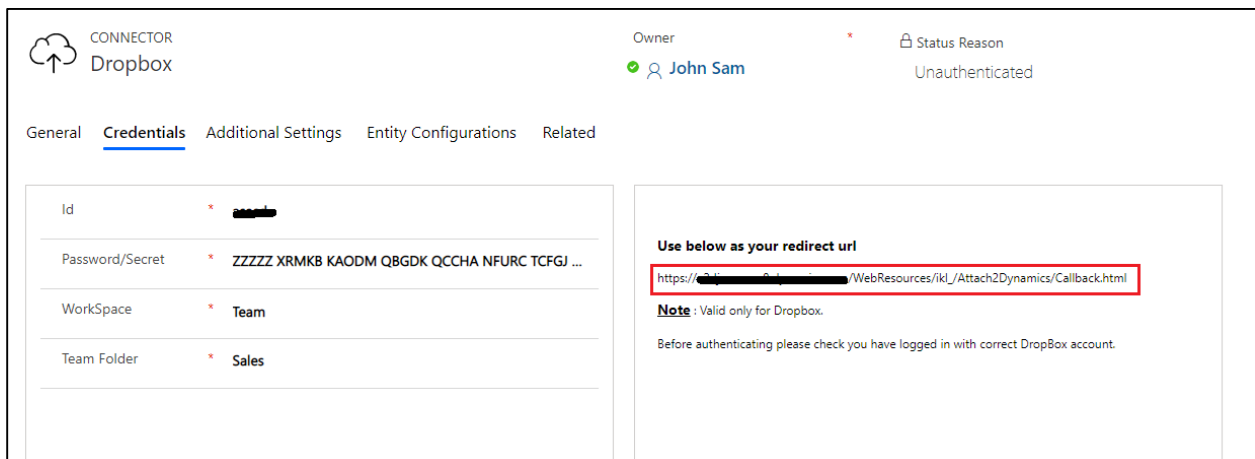 CONNECTOR
Dropbox
Owner *
John Sam
Status Reason
Unauthenticated
General Credentials Additional Settings Entity Configurations Related
Id *
Password/Secret * ZZZZZ XRMKB KAODM QBGDK QCCHA NFURC TCFGJ ...
WorkSpace * Team
Team Folder * Sales
Use below as your redirect url
https:// /WebResources/ikl_/Attach2Dynamics/Callback.html
Note : Valid only for Dropbox.
Before authenticating please check you have logged in with correct DropBox account.